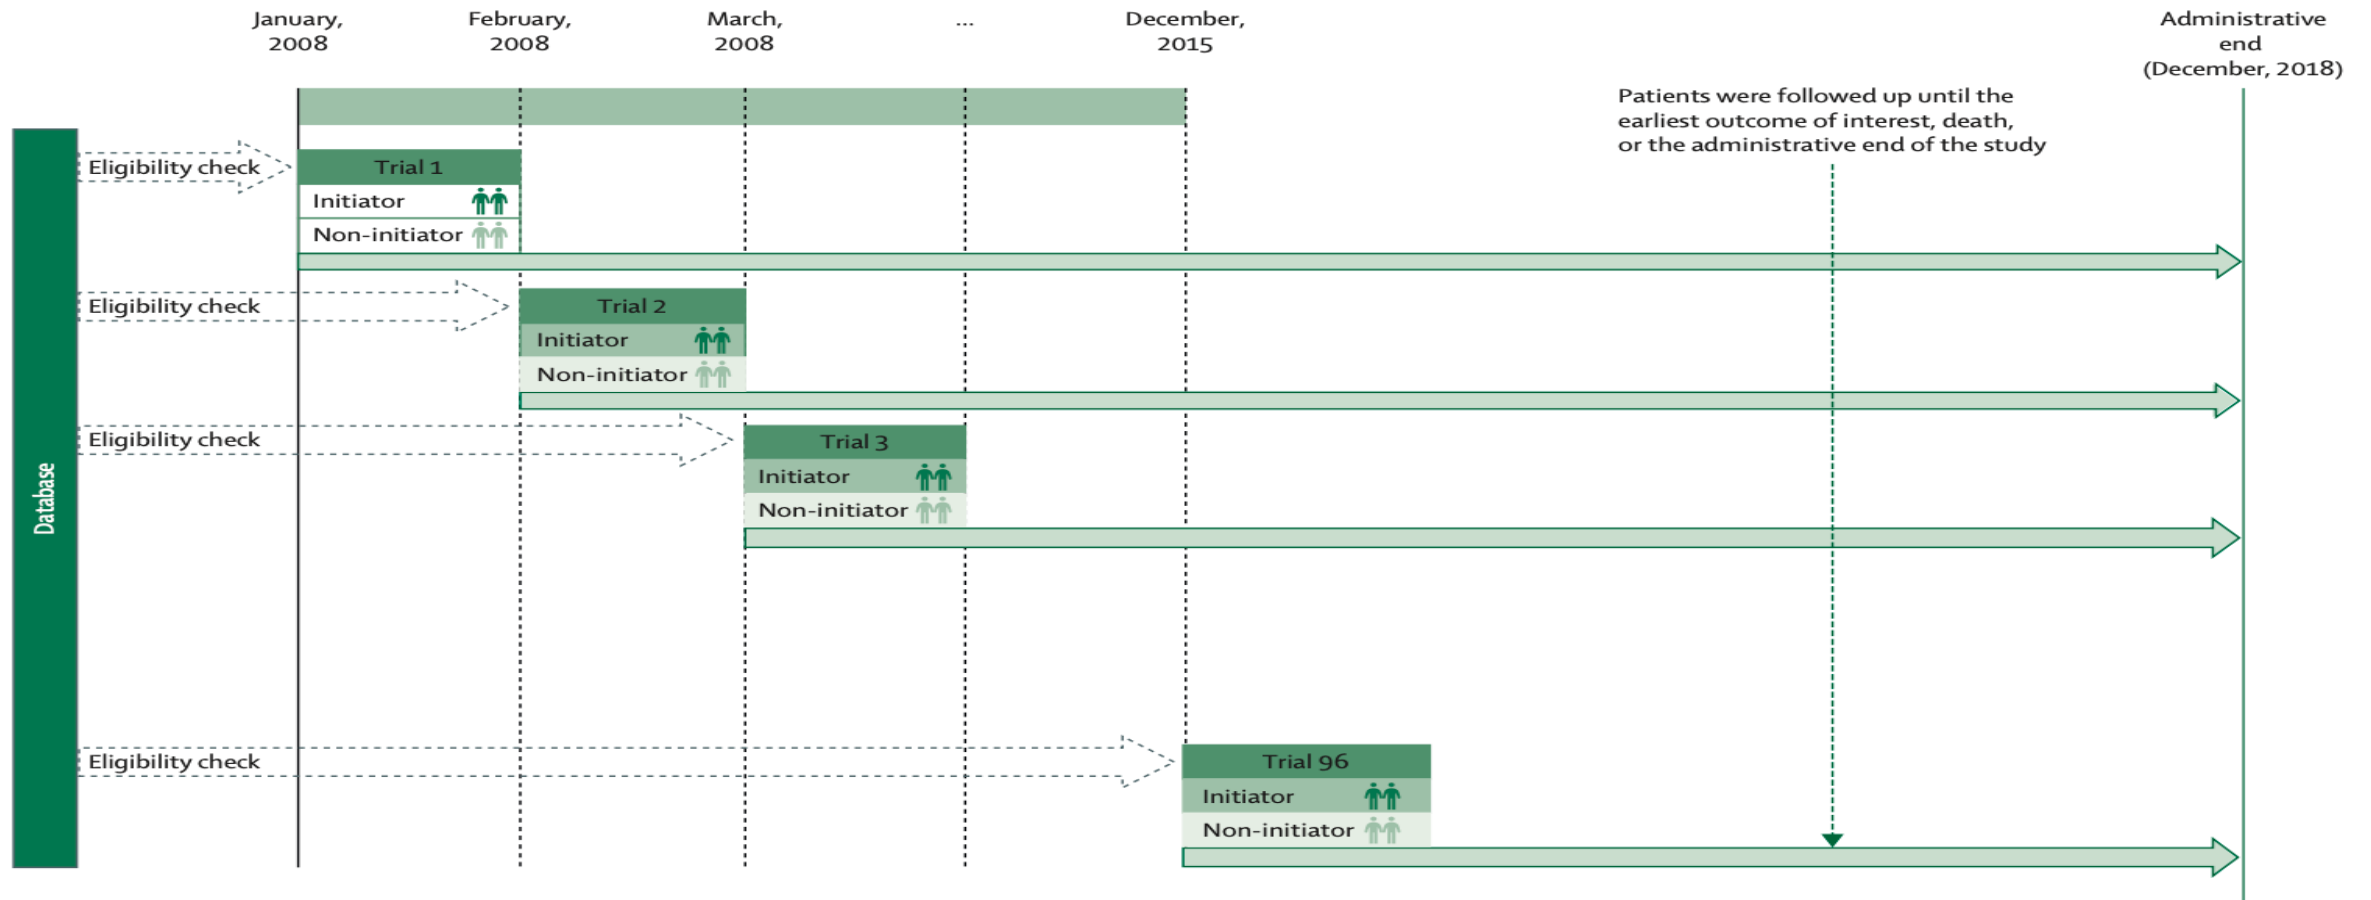 January,
2008
February,
2008
March,
2008
...
December,
2015
Administrative
end
(December, 2018)
Patients were followed up until the
earliest outcome of interest, death,
or the administrative end of the study
Database
Eligibility check
Trial 1
Initiator
Non-initiator
Eligibility check
Trial 2
Initiator
Non-initiator
Eligibility check
Trial 3
Initiator
Non-initiator
Eligibility check
Trial 96
Initiator
Non-initiator